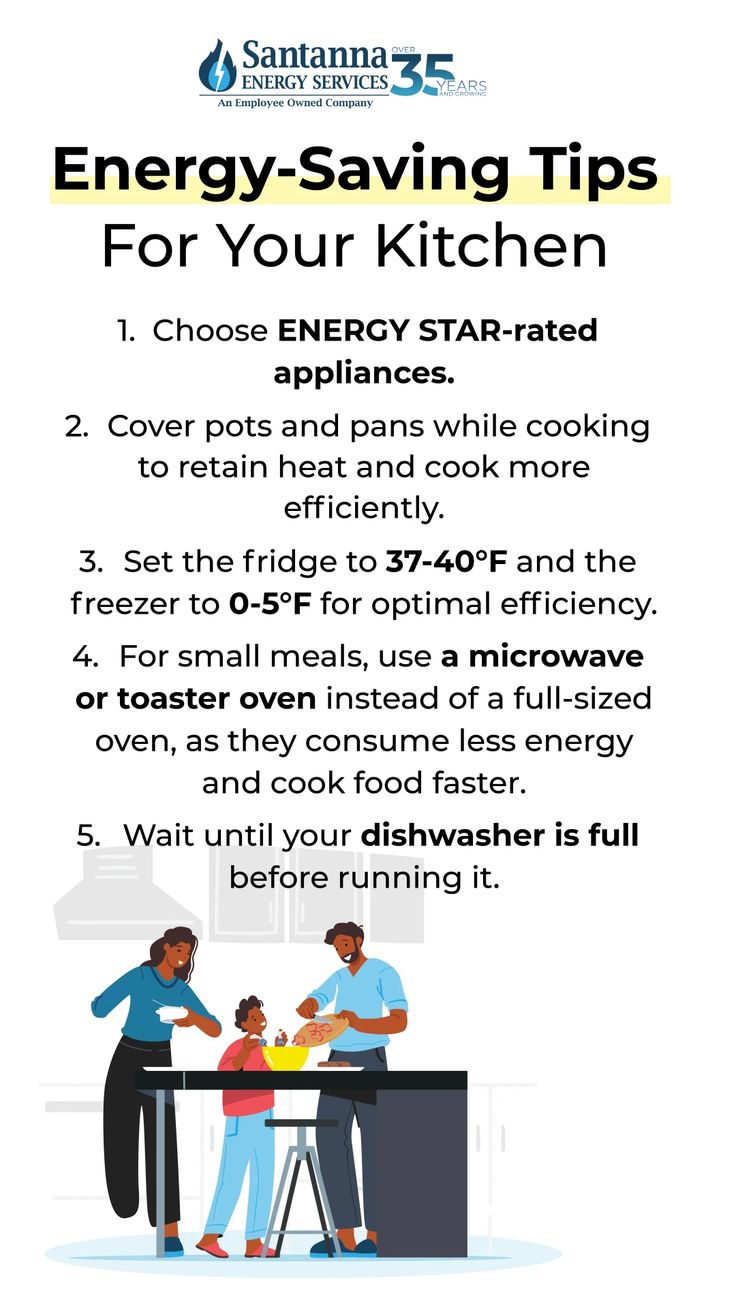 Santanna
ENERGY SERVICES
An Employee Owned Company
OVER
35
YEARS
AND GROWING
Energy-Saving Tips
For Your Kitchen
1. Choose ENERGY STAR-rated
appliances.
2. Cover pots and pans while cooking
to retain heat and cook more
efficiently.
3. Set the fridge to 37-40°F and the
freezer to 0-5°F for optimal efficiency.
4. For small meals, use a microwave
or toaster oven instead of a full-sized
oven, as they consume less energy
and cook food faster.
5. Wait until your dishwasher is full
before running it.